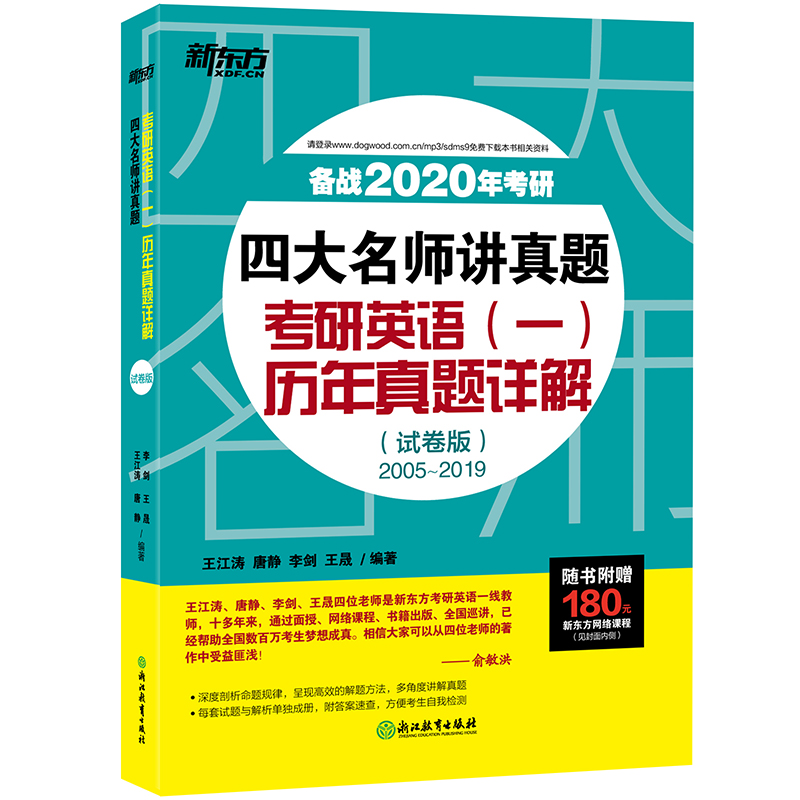 新东方
XDF.CN
请登录www.dogwood.com.cn/mp3/sdms9免费下载本书相关资料
备战2020年考研
四大名师讲真题
考研英语（一）
历年真题详解
（试卷版）
2005~2019
王江涛 唐静 李剑 王晟 / 编著
王江涛、唐静、李剑、王晟四位老师是新东方考研英语一线教
师，十多年来，通过面授、网络课程、书籍出版、全国巡讲，已
经帮助全国数百万考生梦想成真。相信大家可以从四位老师的著
作中受益匪浅！
——俞敏洪
随书附赠
180元
新东方网络课程
（见封面内侧）
• 深度剖析命题规律，呈现高效的解题方法，多角度讲解真题
• 每套试题与解析单独成册，附答案速查，方便考生自我检测
浙江教育出版社
ZHEJIANG EDUCATION PUBLISHING HOUSE
四大名师
新东方
考研英语（一）历年真题详解
四大名师讲真题
试卷版
李剑 王晟
王江涛 唐静 / 编著
浙江教育出版社